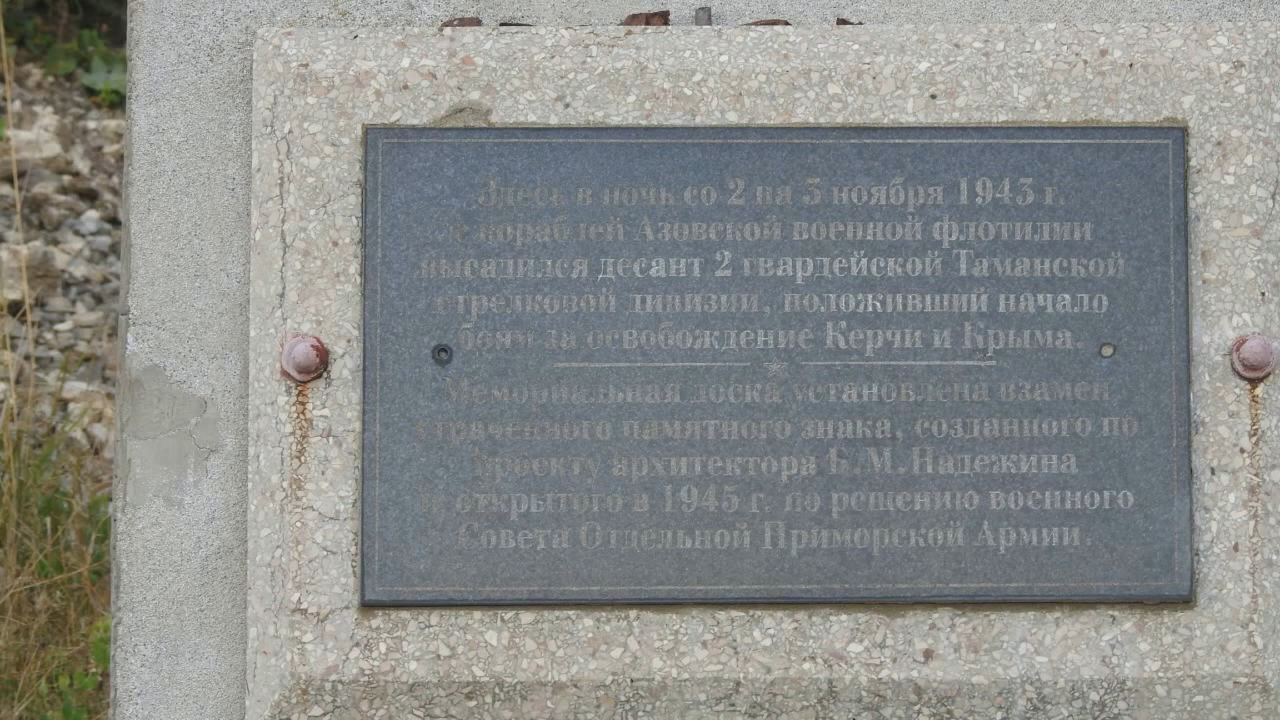 Здесь в ночь со 2 на 3 ноября 1943 г.
с кораблей Азовской военной флотилии
высадился десант 2 гвардейской Таманской
стрелковой дивизии, положивший начало
боям за освобождение Керчи и Крыма.
Мемориальная доска установлена взамен
утраченного памятного знака, созданного по
проекту архитектора Б.М.Надежина
и открытого в 1945 г. по решению военного
Совета Отдельной Приморской Армии.